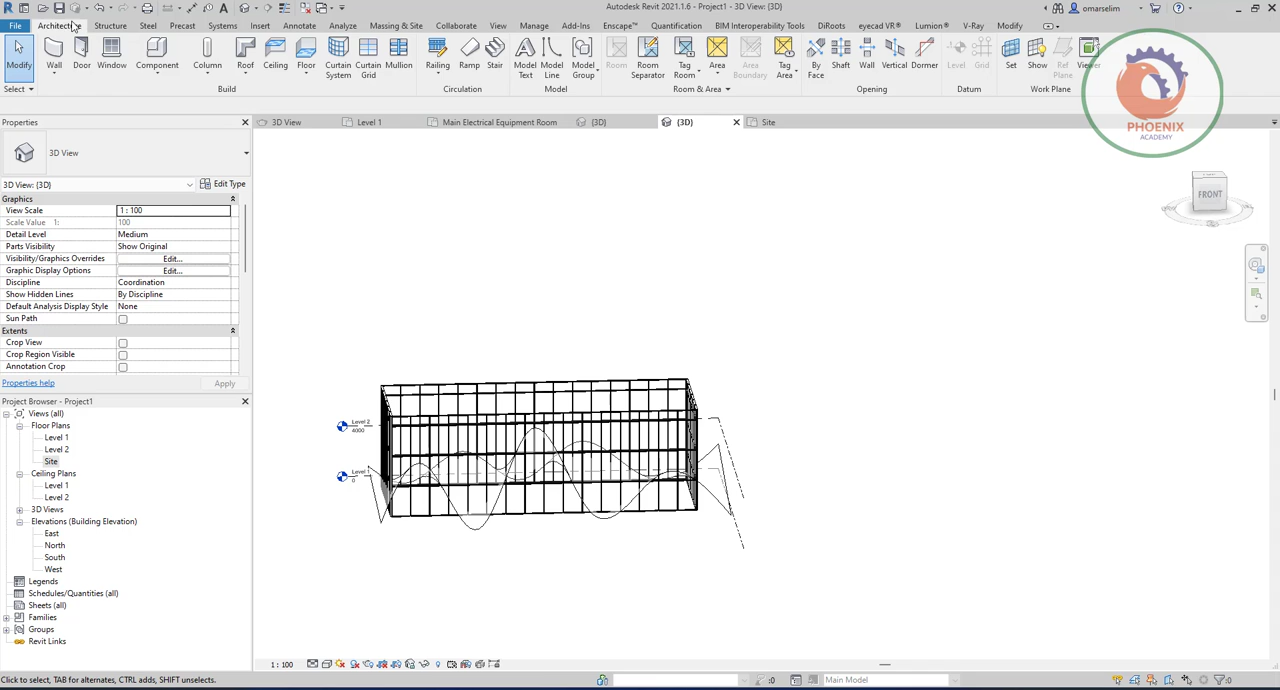 Autodesk Revit 2021.1.6 - Project1 - 3D View: {3D}
omarselim
File Architecture Structure Steel Precast Systems Insert Annotate Analyze Massing & Site Collaborate View Manage Add-Ins Enscape™ Quantification BIM Interoperability Tools DiRoots eyecad VR® Lumion® V-Ray Modify
Modify Wall Door Window Component Column Roof Ceiling Floor Curtain System Curtain Grid Mullion Railing Ramp Stair Model Text Model Line Model Group Room Room Separator Tag Room Area Area Boundary Tag Area By Face Shaft Wall Vertical Dormer Level Grid Set Show Ref Plane Viewer
Select Build Circulation Model Room & Area Opening Datum Work Plane
PHOENIX
ACADEMY
Properties
3D View Level 1 Main Electrical Equipment Room {3D} {3D} Site
3D View
3D View: {3D} Edit Type
Graphics
View Scale 1 : 100
Scale Value 1: 100
Detail Level Medium
Parts Visibility Show Original
Visibility/Graphics Overrides Edit...
Graphic Display Options Edit...
Discipline Coordination
Show Hidden Lines By Discipline
Default Analysis Display Style None
Sun Path
Extents
Crop View
Crop Region Visible
Annotation Crop
Properties help Apply
Project Browser - Project1
Views (all)
Floor Plans
Level 1
Level 2
Site
Ceiling Plans
Level 1
Level 2
3D Views
Elevations (Building Elevation)
East
North
South
West
Legends
Schedules/Quantities (all)
Sheets (all)
Families
Groups
Revit Links
FRONT
Level 2
4000
Level 1
0
1 : 100
Click to select, TAB for alternates, CTRL adds, SHIFT unselects.
:0 Main Model :0